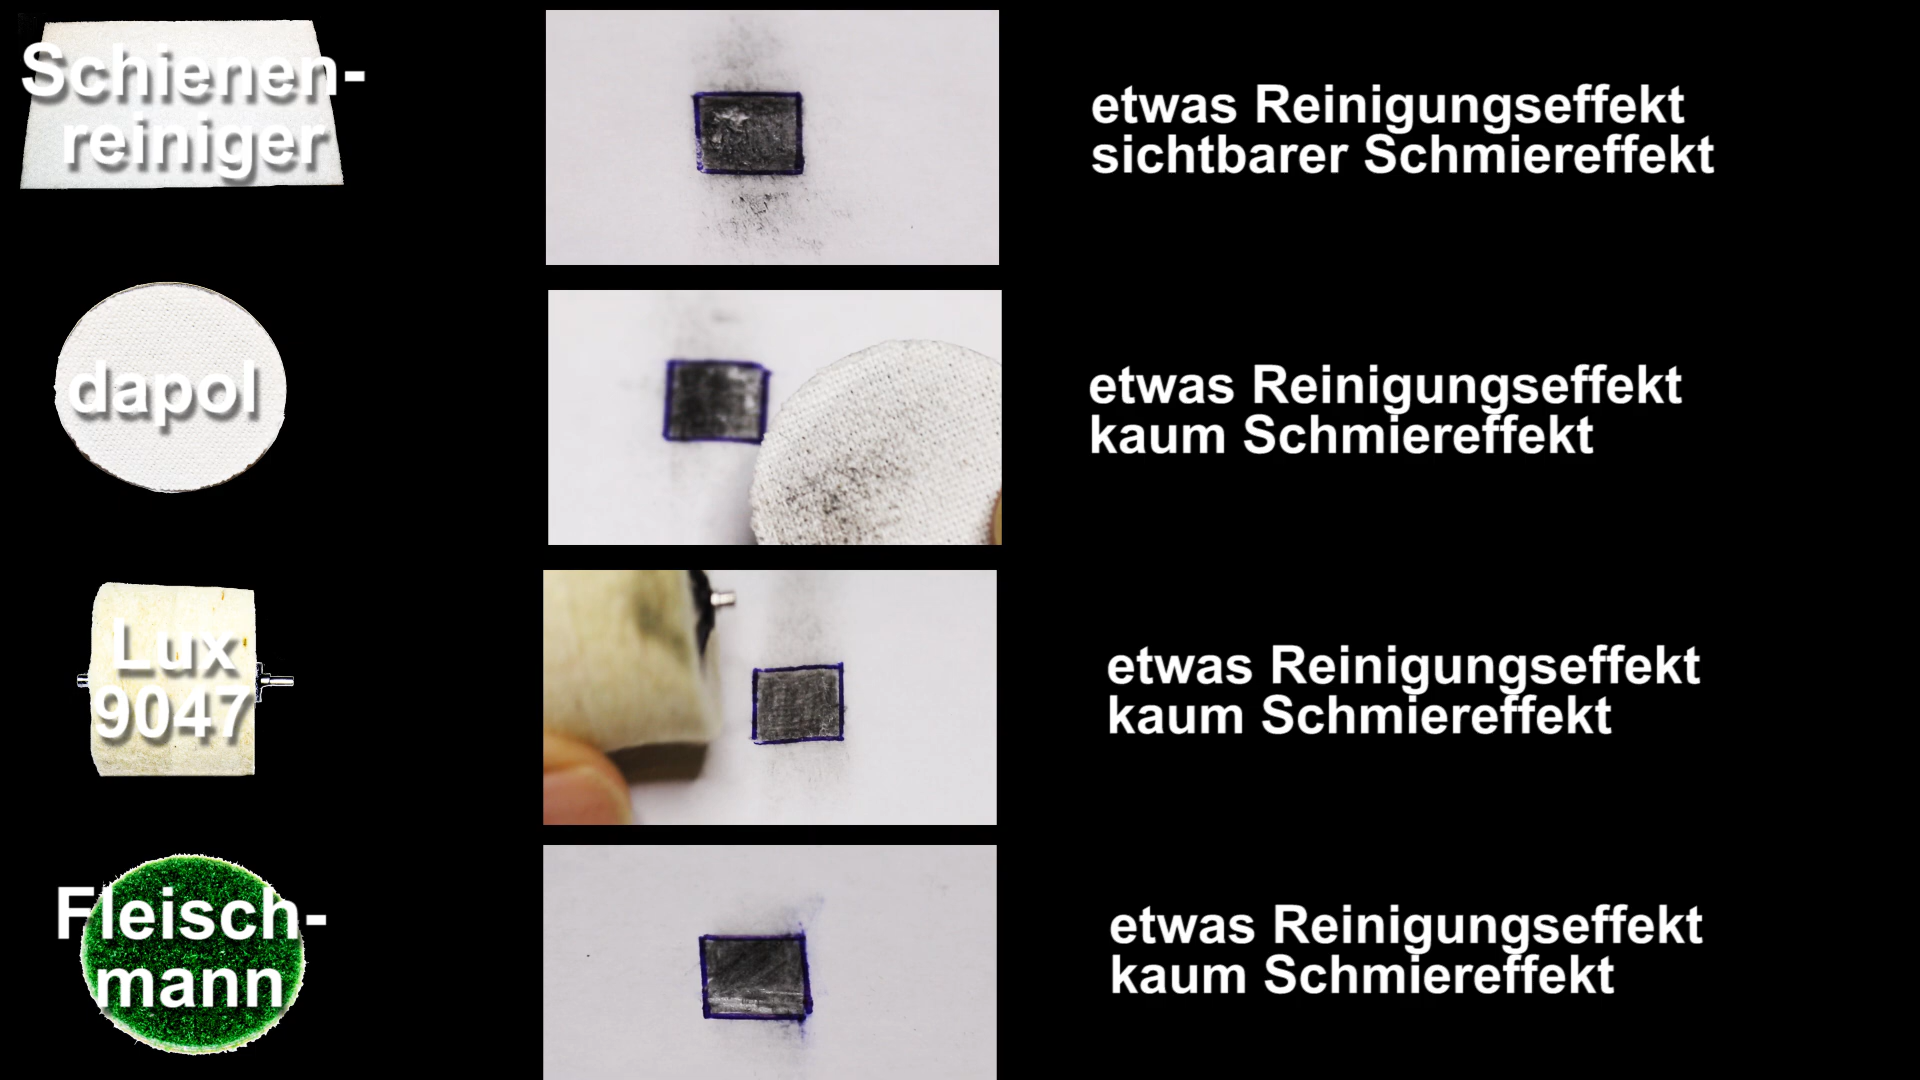 Schienen-
reiniger
etwas Reinigungseffekt
sichtbarer Schmiereffekt
dapol
etwas Reinigungseffekt
kaum Schmiereffekt
Lux
9047
etwas Reinigungseffekt
kaum Schmiereffekt
Fleisch-
mann
etwas Reinigungseffekt
kaum Schmiereffekt